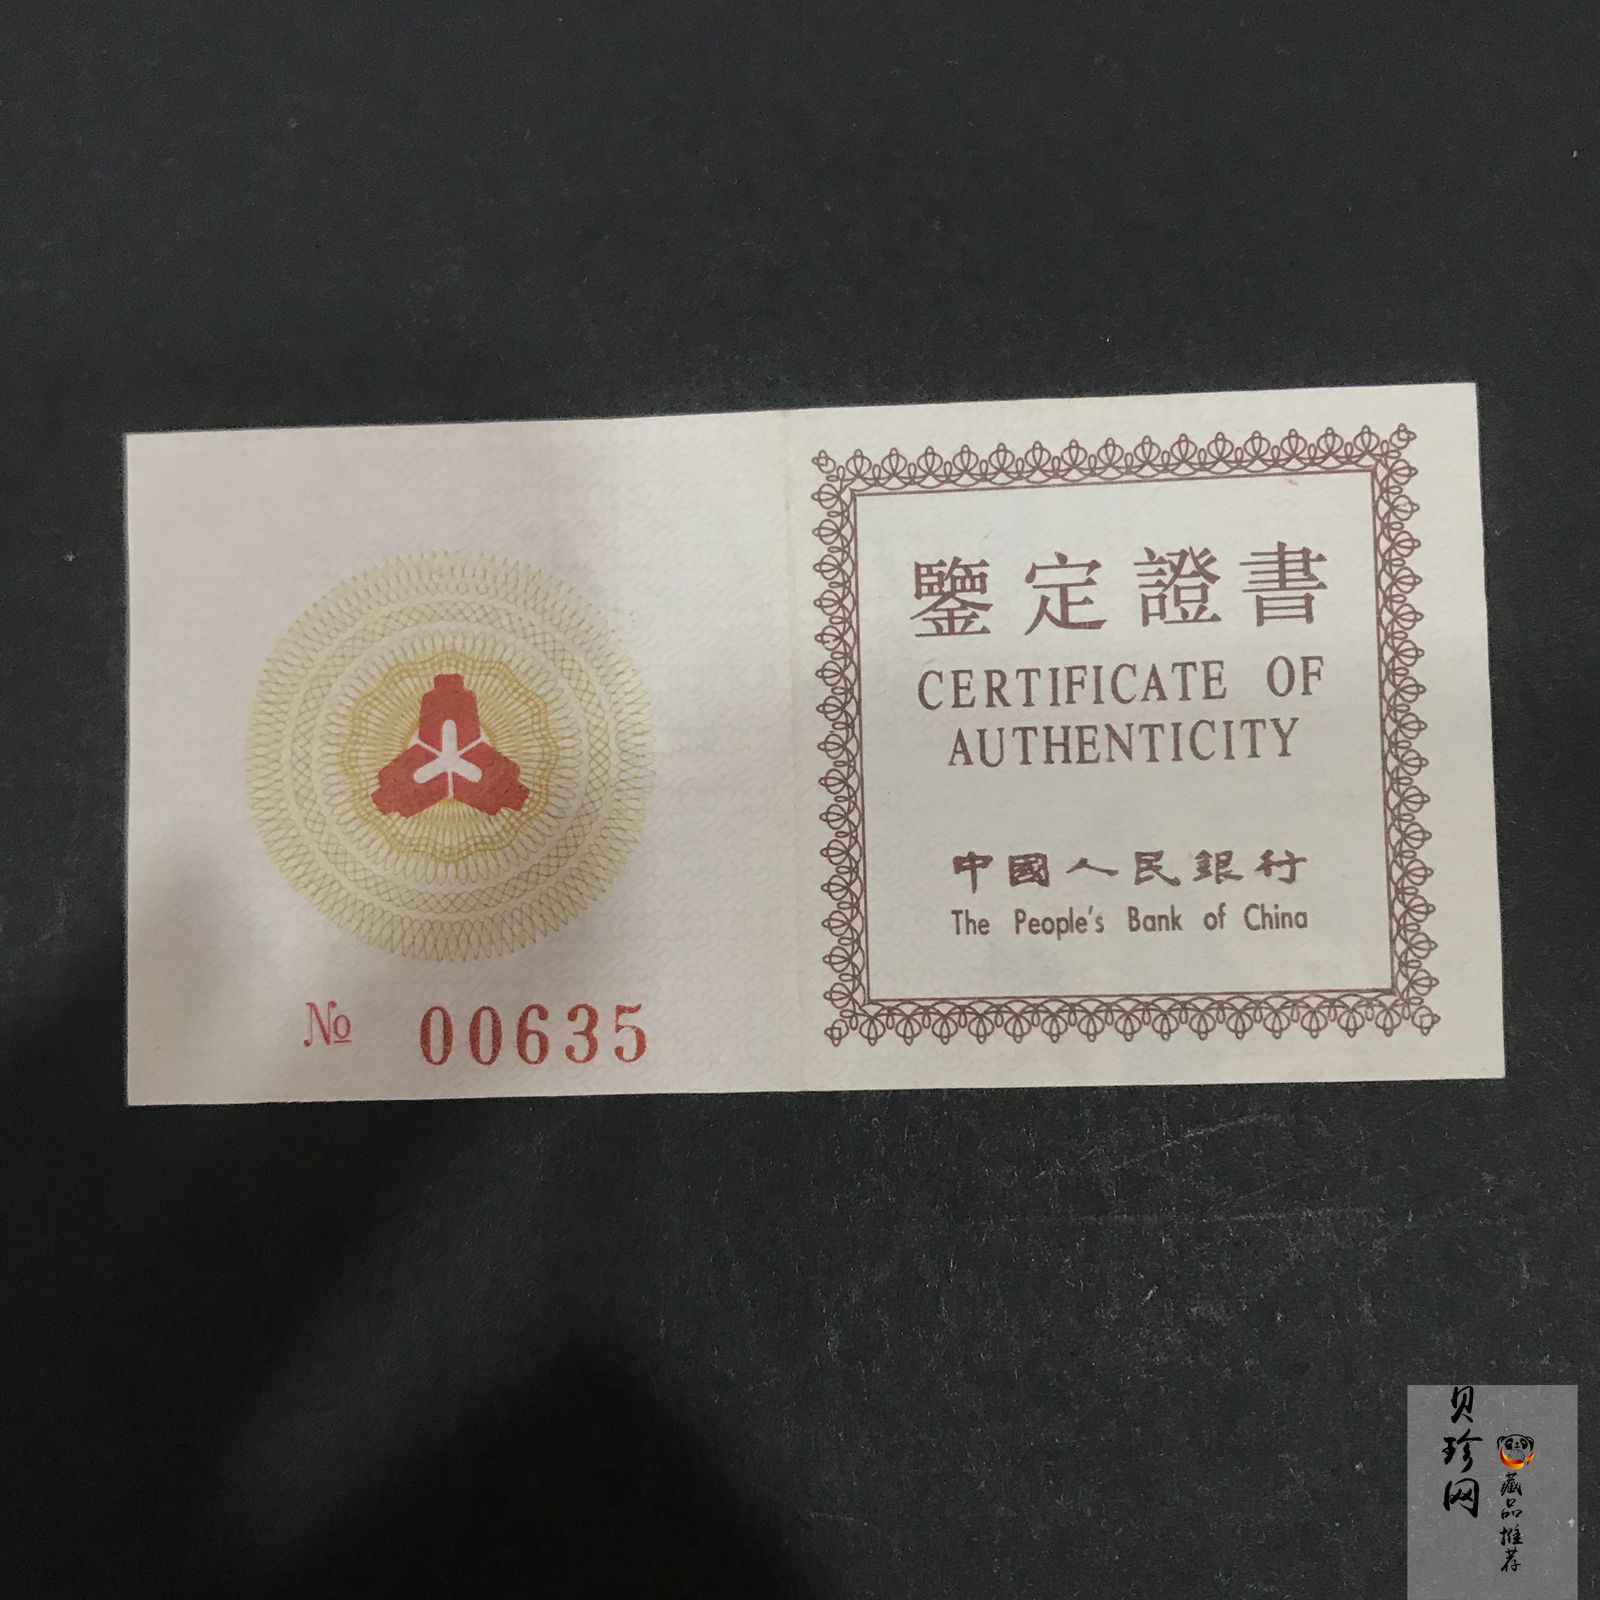 № 00635
鑒定證書
CERTIFICATE OF
AUTHENTICITY
中國人民銀行
The People's Bank of China
贝珍网
藏品推荐